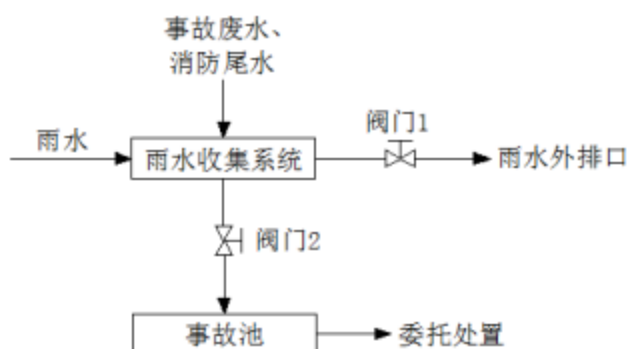 事故废水、
消防尾水
阀门1
雨水
雨水收集系统
雨水外排口
阀门2
事故池
委托处置